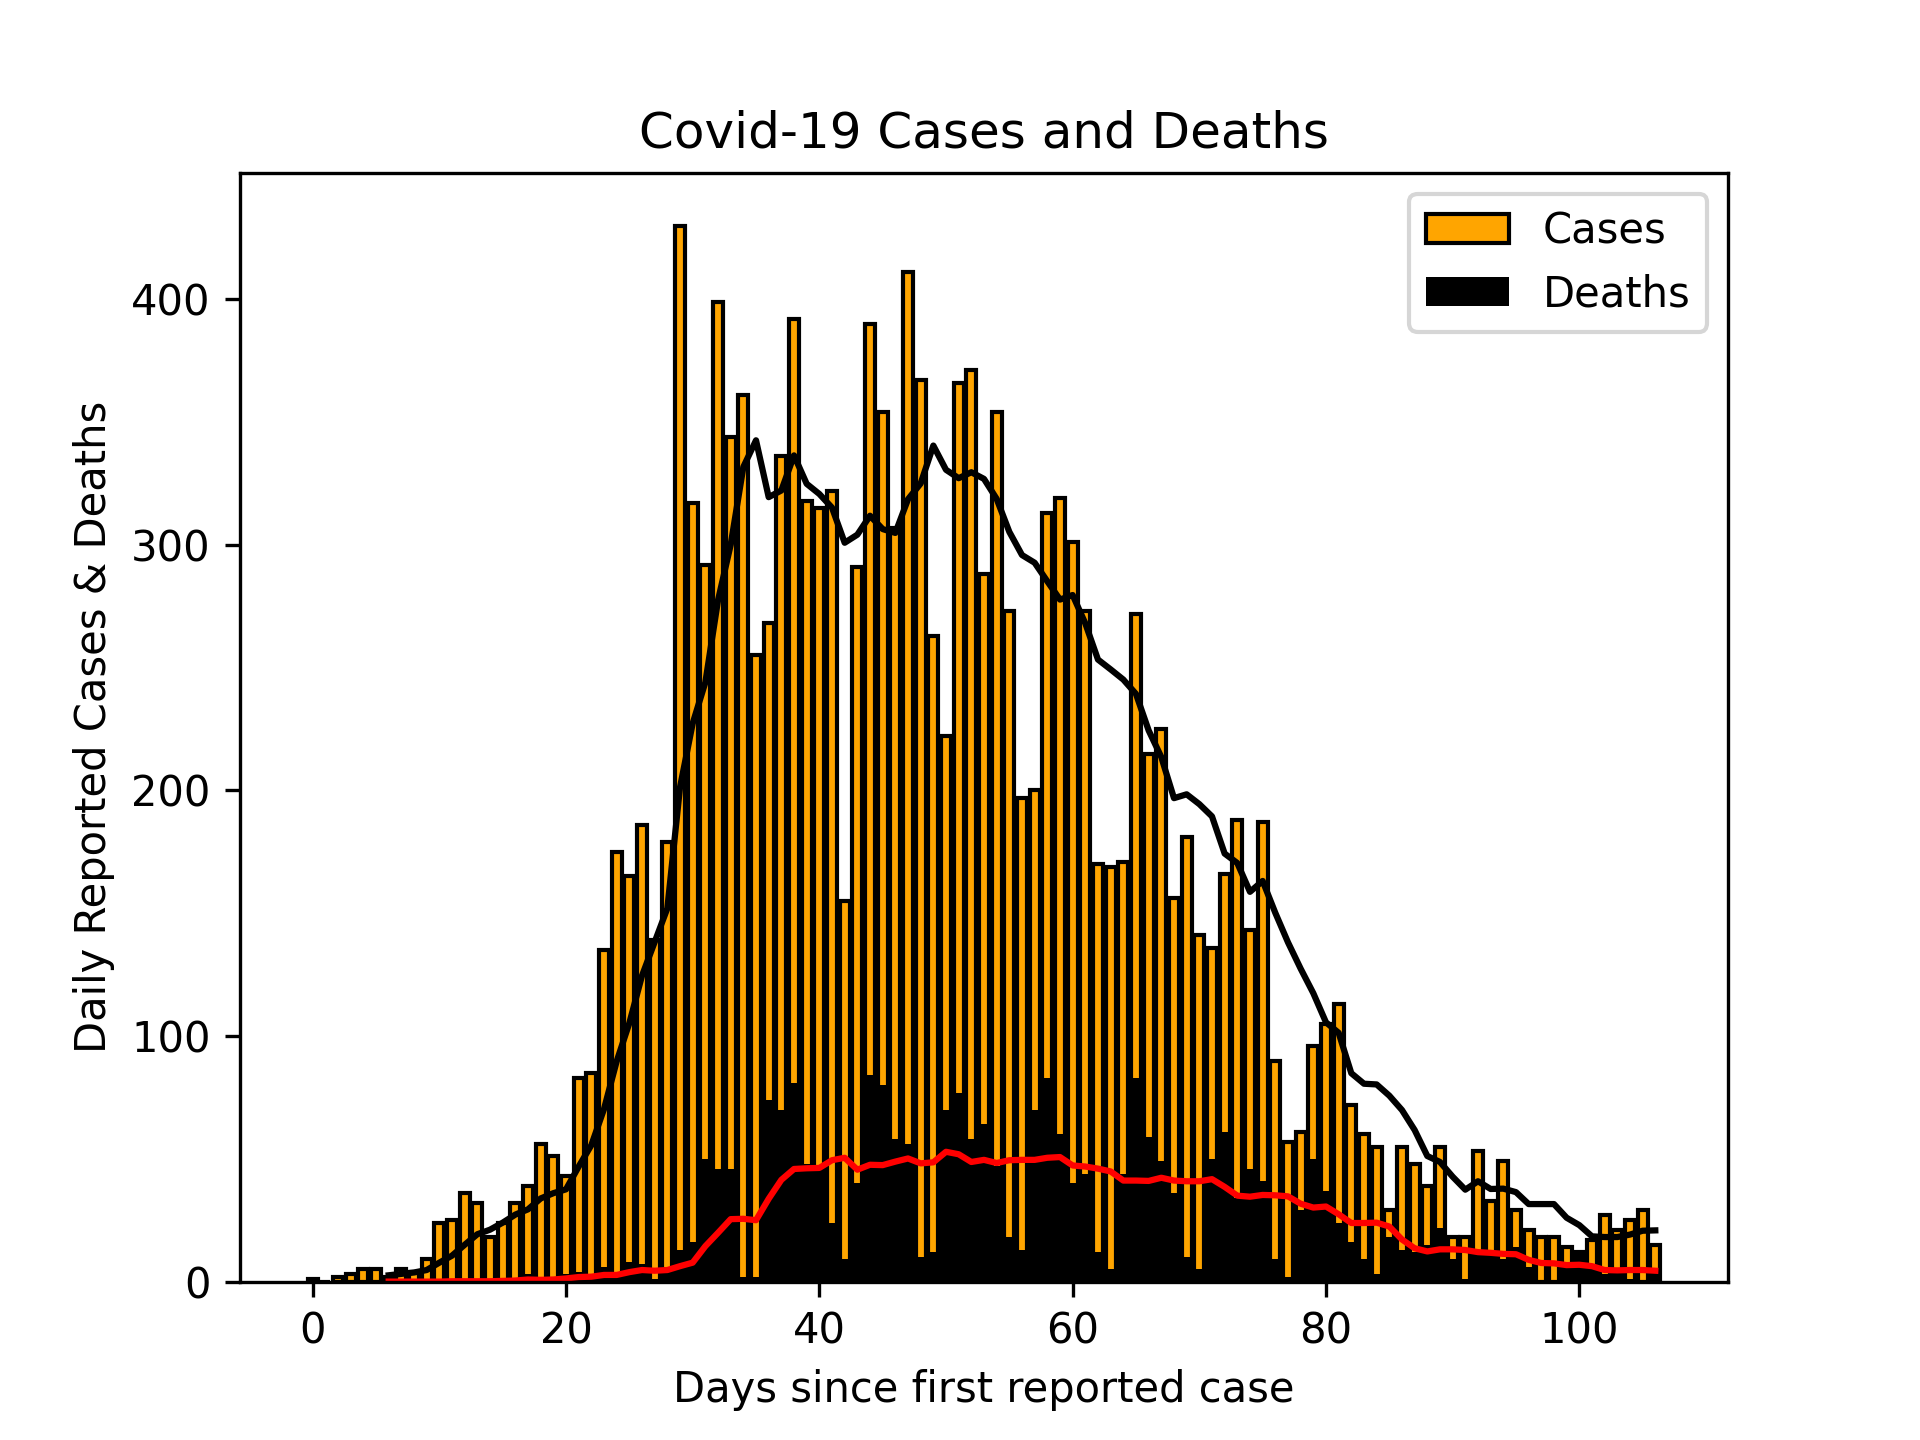 Covid-19 Cases and Deaths
Cases
Deaths
Daily Reported Cases & Deaths
400
300
200
100
0
0 20 40 60 80 100
Days since first reported case